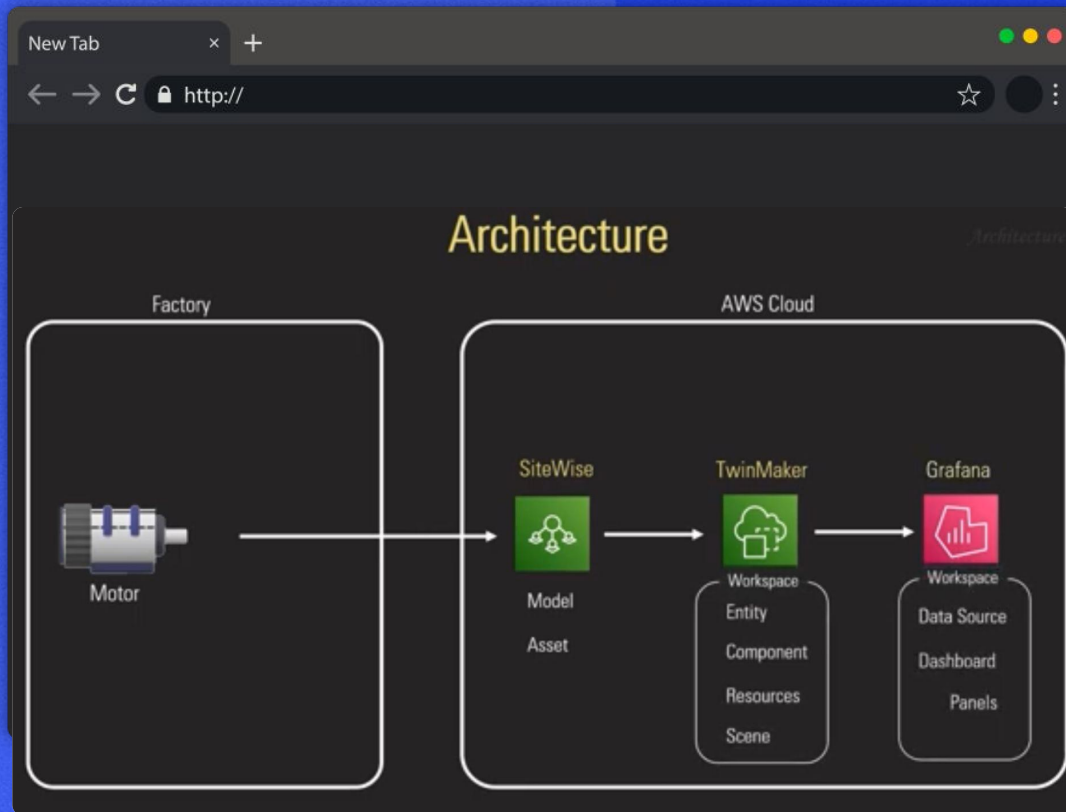 New Tab
http://
Architecture
Architecture
Factory
AWS Cloud
SiteWise
TwinMaker
Grafana
Motor
Model
Asset
Workspace
Entity
Component
Resources
Scene
Workspace
Data Source
Dashboard
Panels